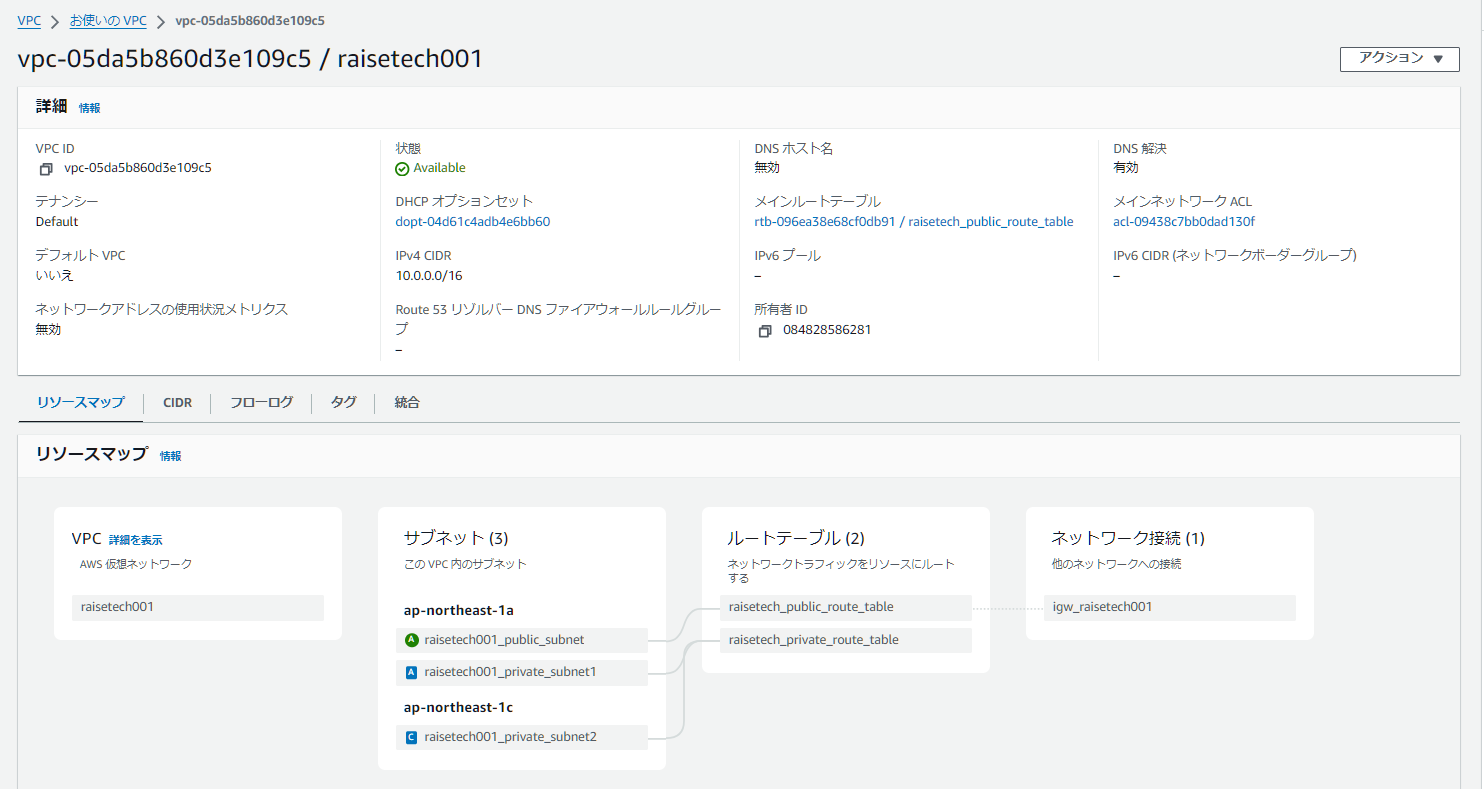 VPC > お使いの VPC > vpc-05da5b860d3e109c5
vpc-05da5b860d3e109c5 / raisetech001
アクション ▼
詳細 情報
VPC ID
vpc-05da5b860d3e109c5
状態
Available
DNS ホスト名
無効
DNS 解決
有効
テナンシー
Default
DHCP オプションセット
dopt-04d61c4adb4e6bb60
メインルートテーブル
rtb-096ea38e68cf0db91 / raisetech_public_route_table
メインネットワーク ACL
acl-09438c7bb0dad130f
デフォルト VPC
いいえ
IPv4 CIDR
10.0.0.0/16
IPv6 プール
–
IPv6 CIDR (ネットワークボーダーグループ)
–
ネットワークアドレスの使用状況メトリクス
無効
Route 53 リゾルバー DNS ファイアウォールルールグルー
プ
–
所有者 ID
084828586281
リソースマップ
CIDR
フローログ
タグ
統合
リソースマップ 情報
VPC 詳細を表示
AWS 仮想ネットワーク
raisetech001
サブネット (3)
この VPC 内のサブネット
ap-northeast-1a
A raisetech001_public_subnet
A raisetech001_private_subnet1
ap-northeast-1c
C raisetech001_private_subnet2
ルートテーブル (2)
ネットワークトラフィックをリソースにルート
する
raisetech_public_route_table
raisetech_private_route_table
ネットワーク接続 (1)
他のネットワークへの接続
igw_raisetech001